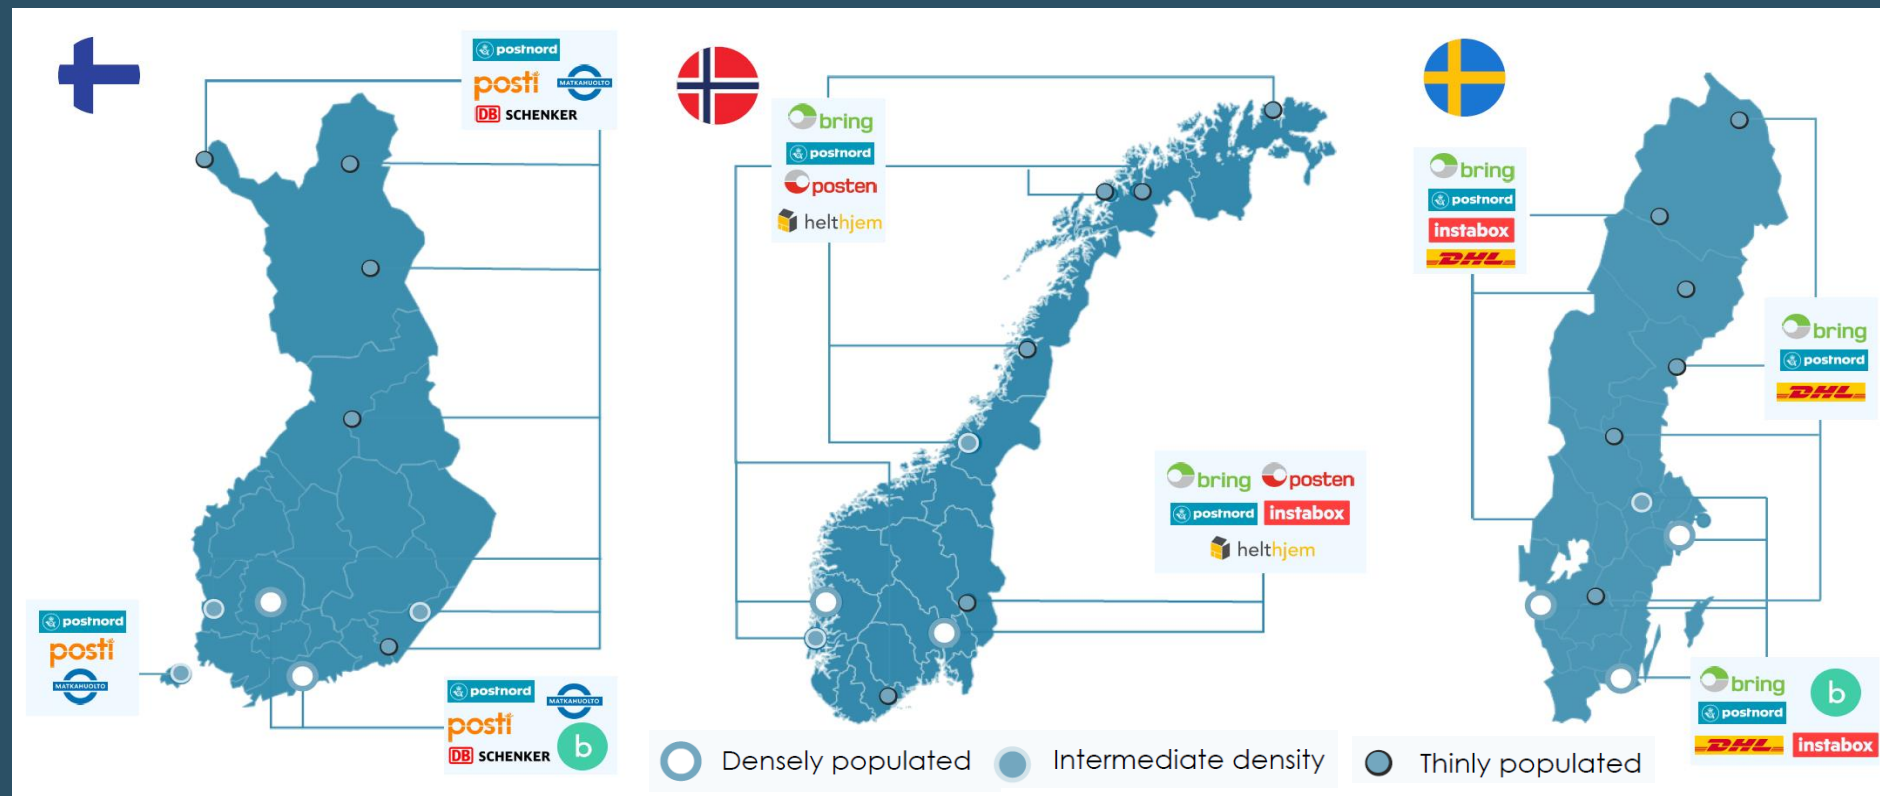 postnord
posti MATKAHUOLTO
DB SCHENKER
postnord
posti
MATKAHUOLTO
postnord MATKAHUOLTO
posti
DB SCHENKER b
bring
postnord
posten
helthjem
bring posten
postnord instabox
helthjem
bring
postnord
instabox
DHL
bring
postnord
DHL
bring b
postnord
DHL instabox
Densely populated Intermediate density Thinly populated